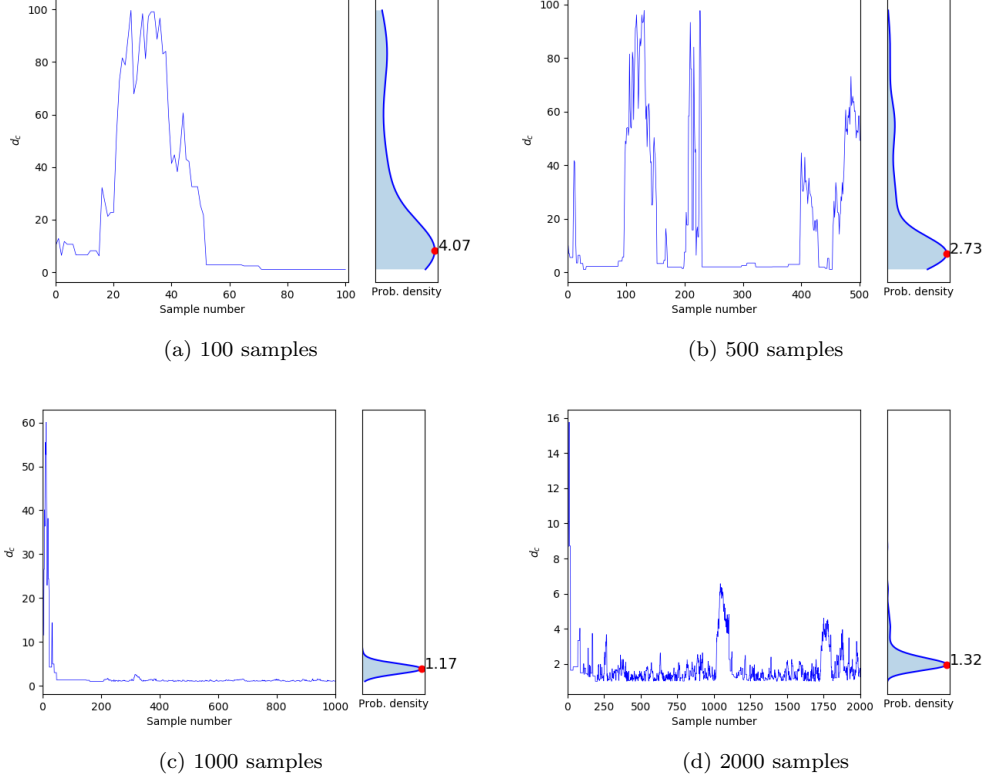 100
80
60
40
20
0
d_c
0 20 40 60 80 100
Sample number
4.07
Prob. density
(a) 100 samples
100
80
60
40
20
0
d_c
0 100 200 300 400 500
Sample number
2.73
Prob. density
(b) 500 samples
60
50
40
30
20
10
0
d_c
0 200 400 600 800 1000
Sample number
1.17
Prob. density
(c) 1000 samples
16
14
12
10
8
6
4
2
d_c
0 250 500 750 1000 1250 1500 1750 2000
Sample number
1.32
Prob. density
(d) 2000 samples